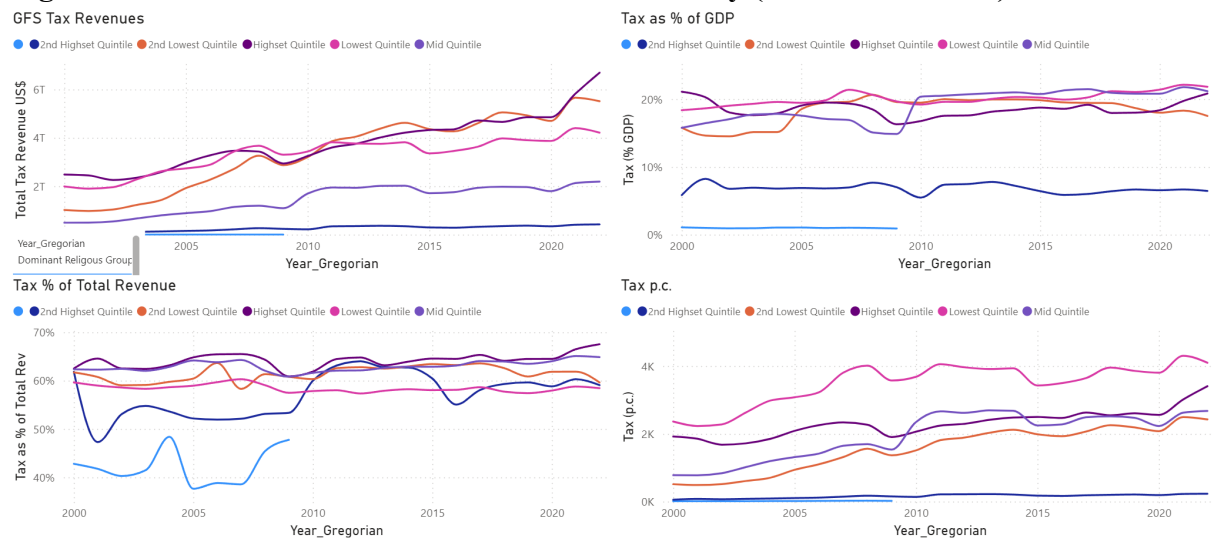 GFS Tax Revenues
2nd Highset Quintile 2nd Lowest Quintile Highset Quintile Lowest Quintile Mid Quintile
Total Tax Revenue US$
6T
4T
2T
2005 2010 2015 2020
Year_Gregorian
Year_Gregorian
Dominant Religous Group
Tax as % of GDP
2nd Highset Quintile 2nd Lowest Quintile Highset Quintile Lowest Quintile Mid Quintile
Tax (% GDP)
20%
10%
0%
2000 2005 2010 2015 2020
Year_Gregorian
Tax % of Total Revenue
2nd Highset Quintile 2nd Lowest Quintile Highset Quintile Lowest Quintile Mid Quintile
Tax as % of Total Rev
70%
60%
50%
40%
2000 2005 2010 2015 2020
Year_Gregorian
Tax p.c.
2nd Highset Quintile 2nd Lowest Quintile Highset Quintile Lowest Quintile Mid Quintile
Tax (p.c.)
4K
2K
0K
2000 2005 2010 2015 2020
Year_Gregorian